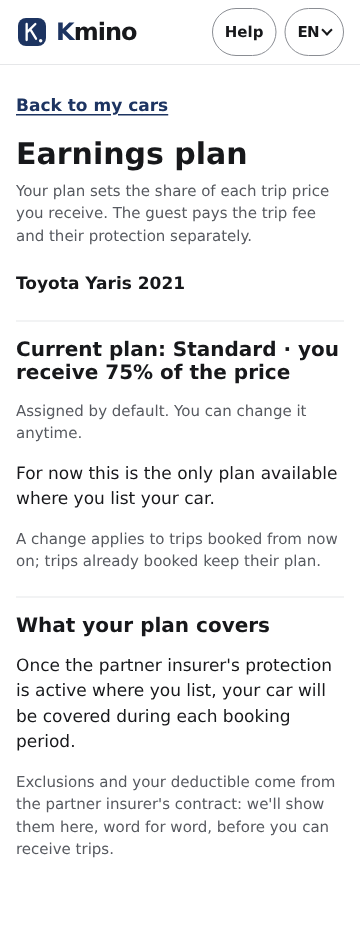 K. Kmino
Help
EN
Back to my cars
Earnings plan
Your plan sets the share of each trip price
you receive. The guest pays the trip fee
and their protection separately.
Toyota Yaris 2021
Current plan: Standard · you
receive 75% of the price
Assigned by default. You can change it
anytime.
For now this is the only plan available
where you list your car.
A change applies to trips booked from now
on; trips already booked keep their plan.
What your plan covers
Once the partner insurer's protection
is active where you list, your car will
be covered during each booking
period.
Exclusions and your deductible come from
the partner insurer's contract: we'll show
them here, word for word, before you can
receive trips.